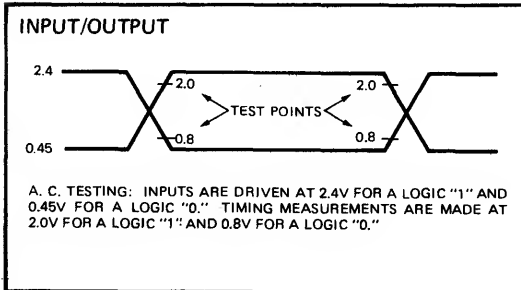 INPUT/OUTPUT
2.4
2.0
2.0
TEST POINTS
0.8
0.8
0.45
A. C. TESTING: INPUTS ARE DRIVEN AT 2.4V FOR A LOGIC "1" AND
0.45V FOR A LOGIC "0." TIMING MEASUREMENTS ARE MADE AT
2.0V FOR A LOGIC "1" AND 0.8V FOR A LOGIC "0."